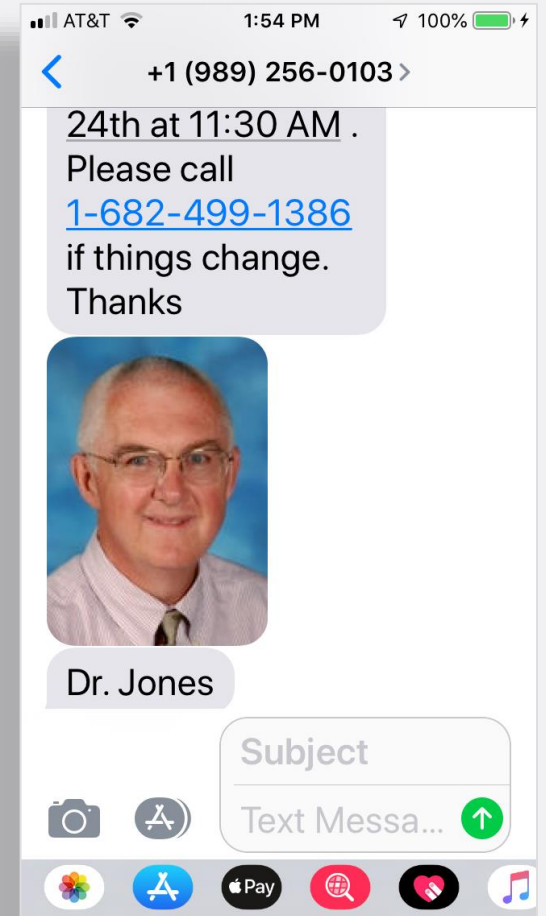 AT&T 1:54 PM 100%
+1 (989) 256-0103
24th at 11:30 AM .
Please call
1-682-499-1386
if things change.
Thanks
Dr. Jones
Subject
Text Messa...
Pay